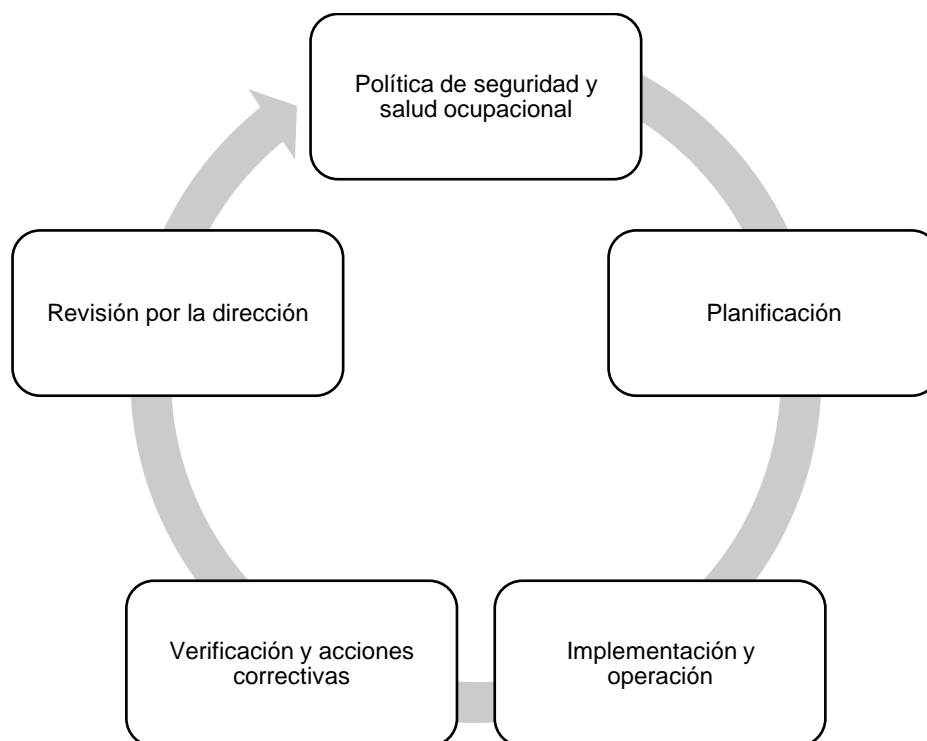 Política de seguridad y
salud ocupacional
Planificación
Implementación y
operación
Verificación y acciones
correctivas
Revisión por la dirección